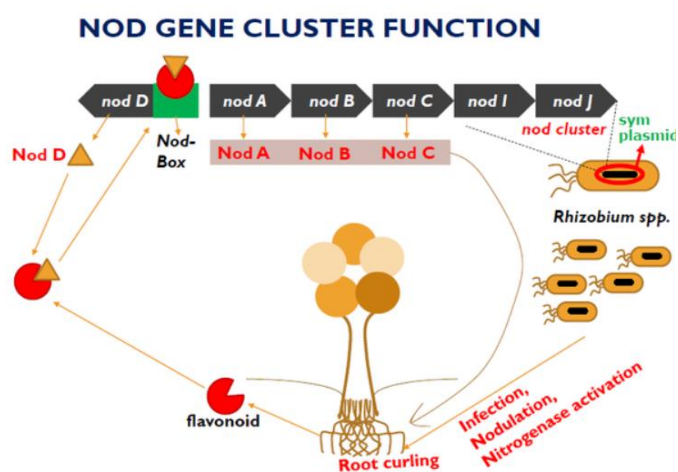 NOD GENE CLUSTER FUNCTION
nod D
nod A
nod B
nod C
nod I
nod J
Nod D
Nod-
Box
Nod A
Nod B
Nod C
nod cluster
sym
plasmid
Rhizobium spp.
flavonoid
Root curling
Infection,
Nodulation,
Nitrogenase activation